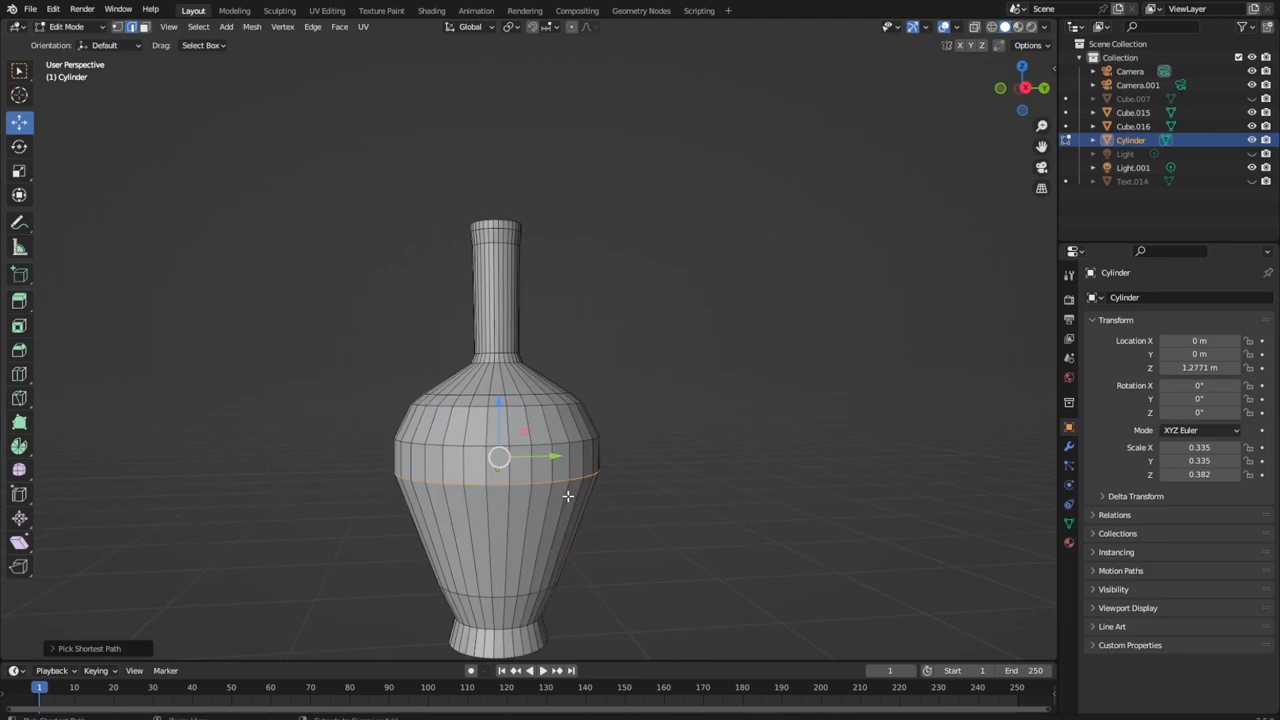 File Edit Render Window Help Layout Modeling Sculpting UV Editing Texture Paint Shading Animation Rendering Compositing Geometry Nodes Scripting + Scene ViewLayer
Edit Mode View Select Add Mesh Vertex Edge Face UV Global
Orientation: Default Drag: Select Box X Y Z Options
User Perspective
(1) Cylinder
Z
Y
X
Scene Collection
Collection
Camera
Camera.001
Cube.007
Cube.015
Cube.016
Cylinder
Light
Light.001
Text.014
Cylinder
Cylinder
Transform
Location X 0 m
Y 0 m
Z 1.2771 m
Rotation X 0°
Y 0°
Z 0°
Mode XYZ Euler
Scale X 0.335
Y 0.335
Z 0.382
Delta Transform
Relations
Collections
Instancing
Motion Paths
Visibility
Viewport Display
Line Art
Custom Properties
Pick Shortest Path
Playback Keying View Marker 1 Start 1 End 250
1 10 20 30 40 50 60 70 80 90 100 110 120 130 140 150 160 170 180 190 200 210 220 230 240 250